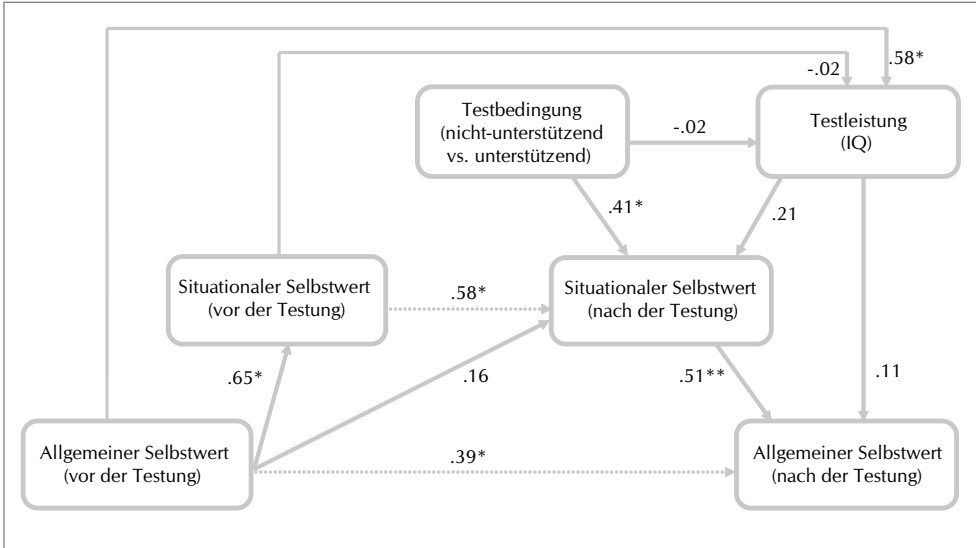 .58*
-.02
Testbedingung
(nicht-unterstützend
vs. unterstützend)
-.02
Testleistung
(IQ)
.41*
.21
Situationaler Selbstwert
(vor der Testung)
.58*
Situationaler Selbstwert
(nach der Testung)
.65*
.16
.51**
.11
Allgemeiner Selbstwert
(vor der Testung)
.39*
Allgemeiner Selbstwert
(nach der Testung)